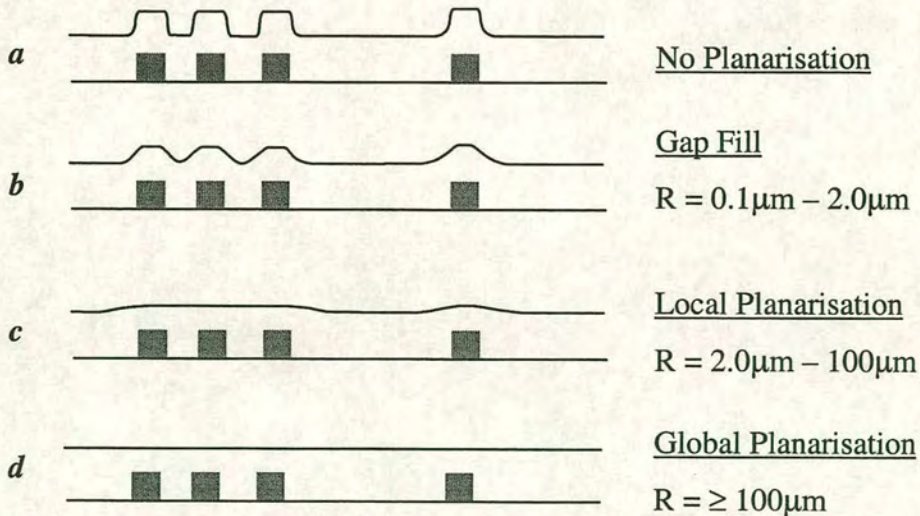 a
No Planarisation
b
Gap Fill
R = 0.1µm – 2.0µm
c
Local Planarisation
R = 2.0µm – 100µm
d
Global Planarisation
R = ≥ 100µm